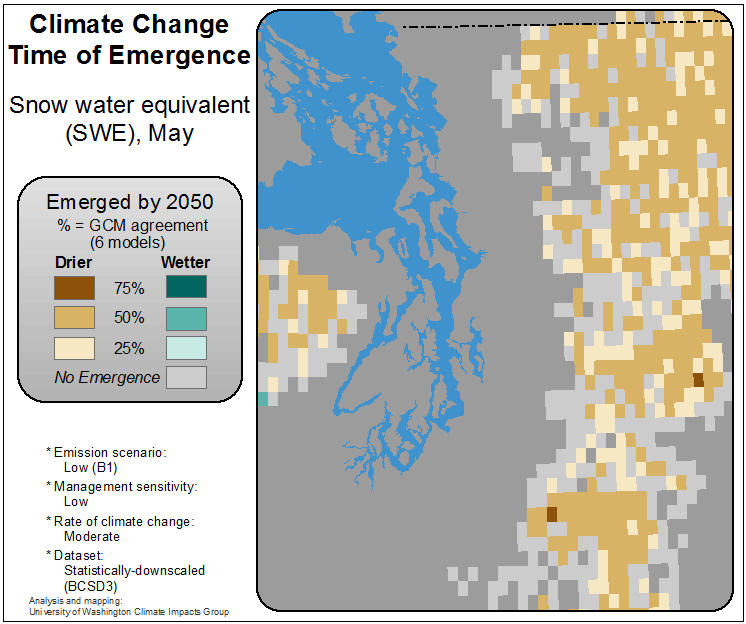 Climate Change
Time of Emergence
Snow water equivalent
(SWE), May
Emerged by 2050
% = GCM agreement
(6 models)
Drier Wetter
75%
50%
25%
No Emergence
* Emission scenario:
Low (B1)
* Management sensitivity:
Low
* Rate of climate change:
Moderate
* Dataset:
Statistically-downscaled
(BCSD3)
Analysis and mapping:
University of Washington Climate Impacts Group